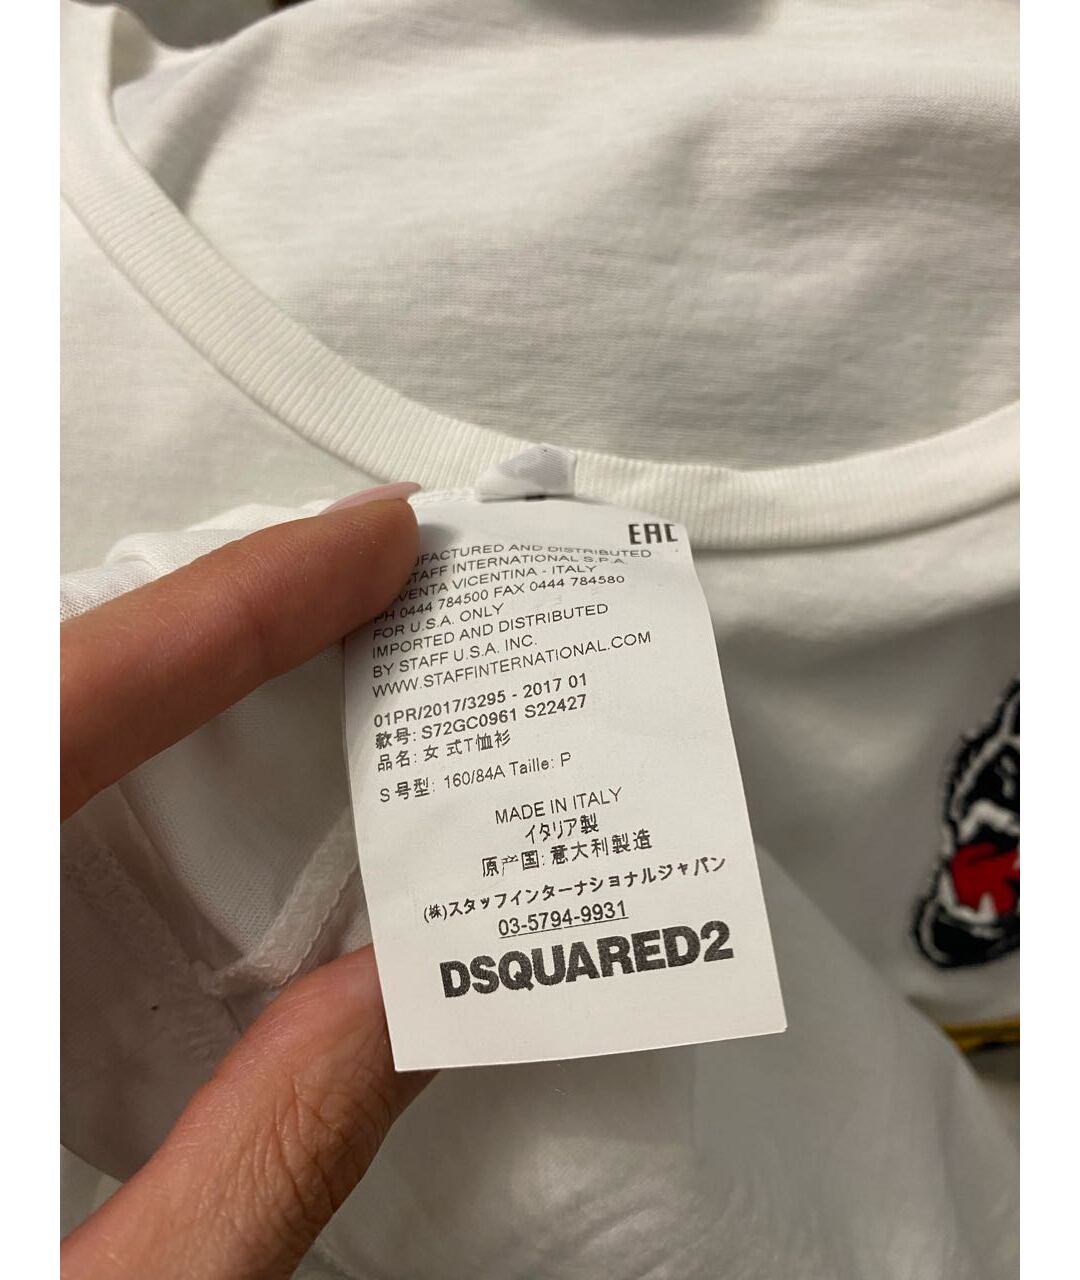 EAC
UFACTURED AND DISTRIBUTED
STAFF INTERNATIONAL S.P.A.
VENTA VICENTINA - ITALY
PH 0444 784500 FAX 0444 784580
FOR U.S.A. ONLY
IMPORTED AND DISTRIBUTED
BY STAFF U.S.A. INC.
WWW.STAFFINTERNATIONAL.COM
01PR/2017/3295 - 2017 01
款号: S72GC0961 S22427
品名: 女 式T恤衫
S 号型: 160/84A Taille: P
MADE IN ITALY
イタリア製
原产国: 意大利製造
(株)スタッフインターナショナルジャパン
03-5794-9931
DSQUARED2